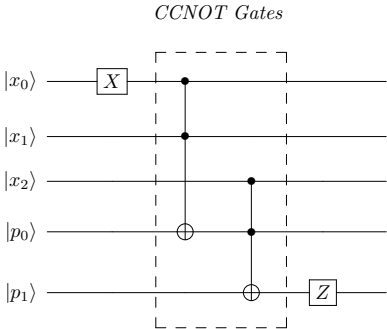 CCNOT Gates
|x₀⟩ X
|x₁⟩
|x₂⟩
|p₀⟩
|p₁⟩ Z